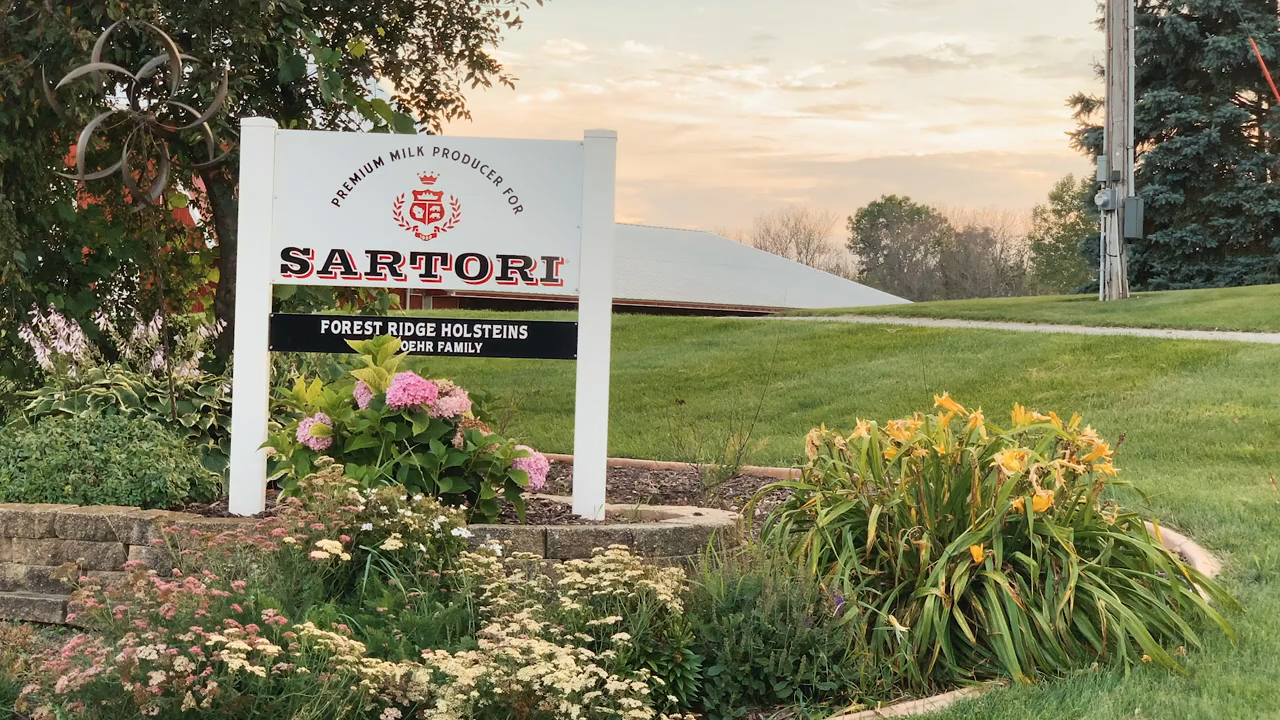 PREMIUM MILK PRODUCER FOR
SARTORI
FOREST RIDGE HOLSTEINS
FAMILY